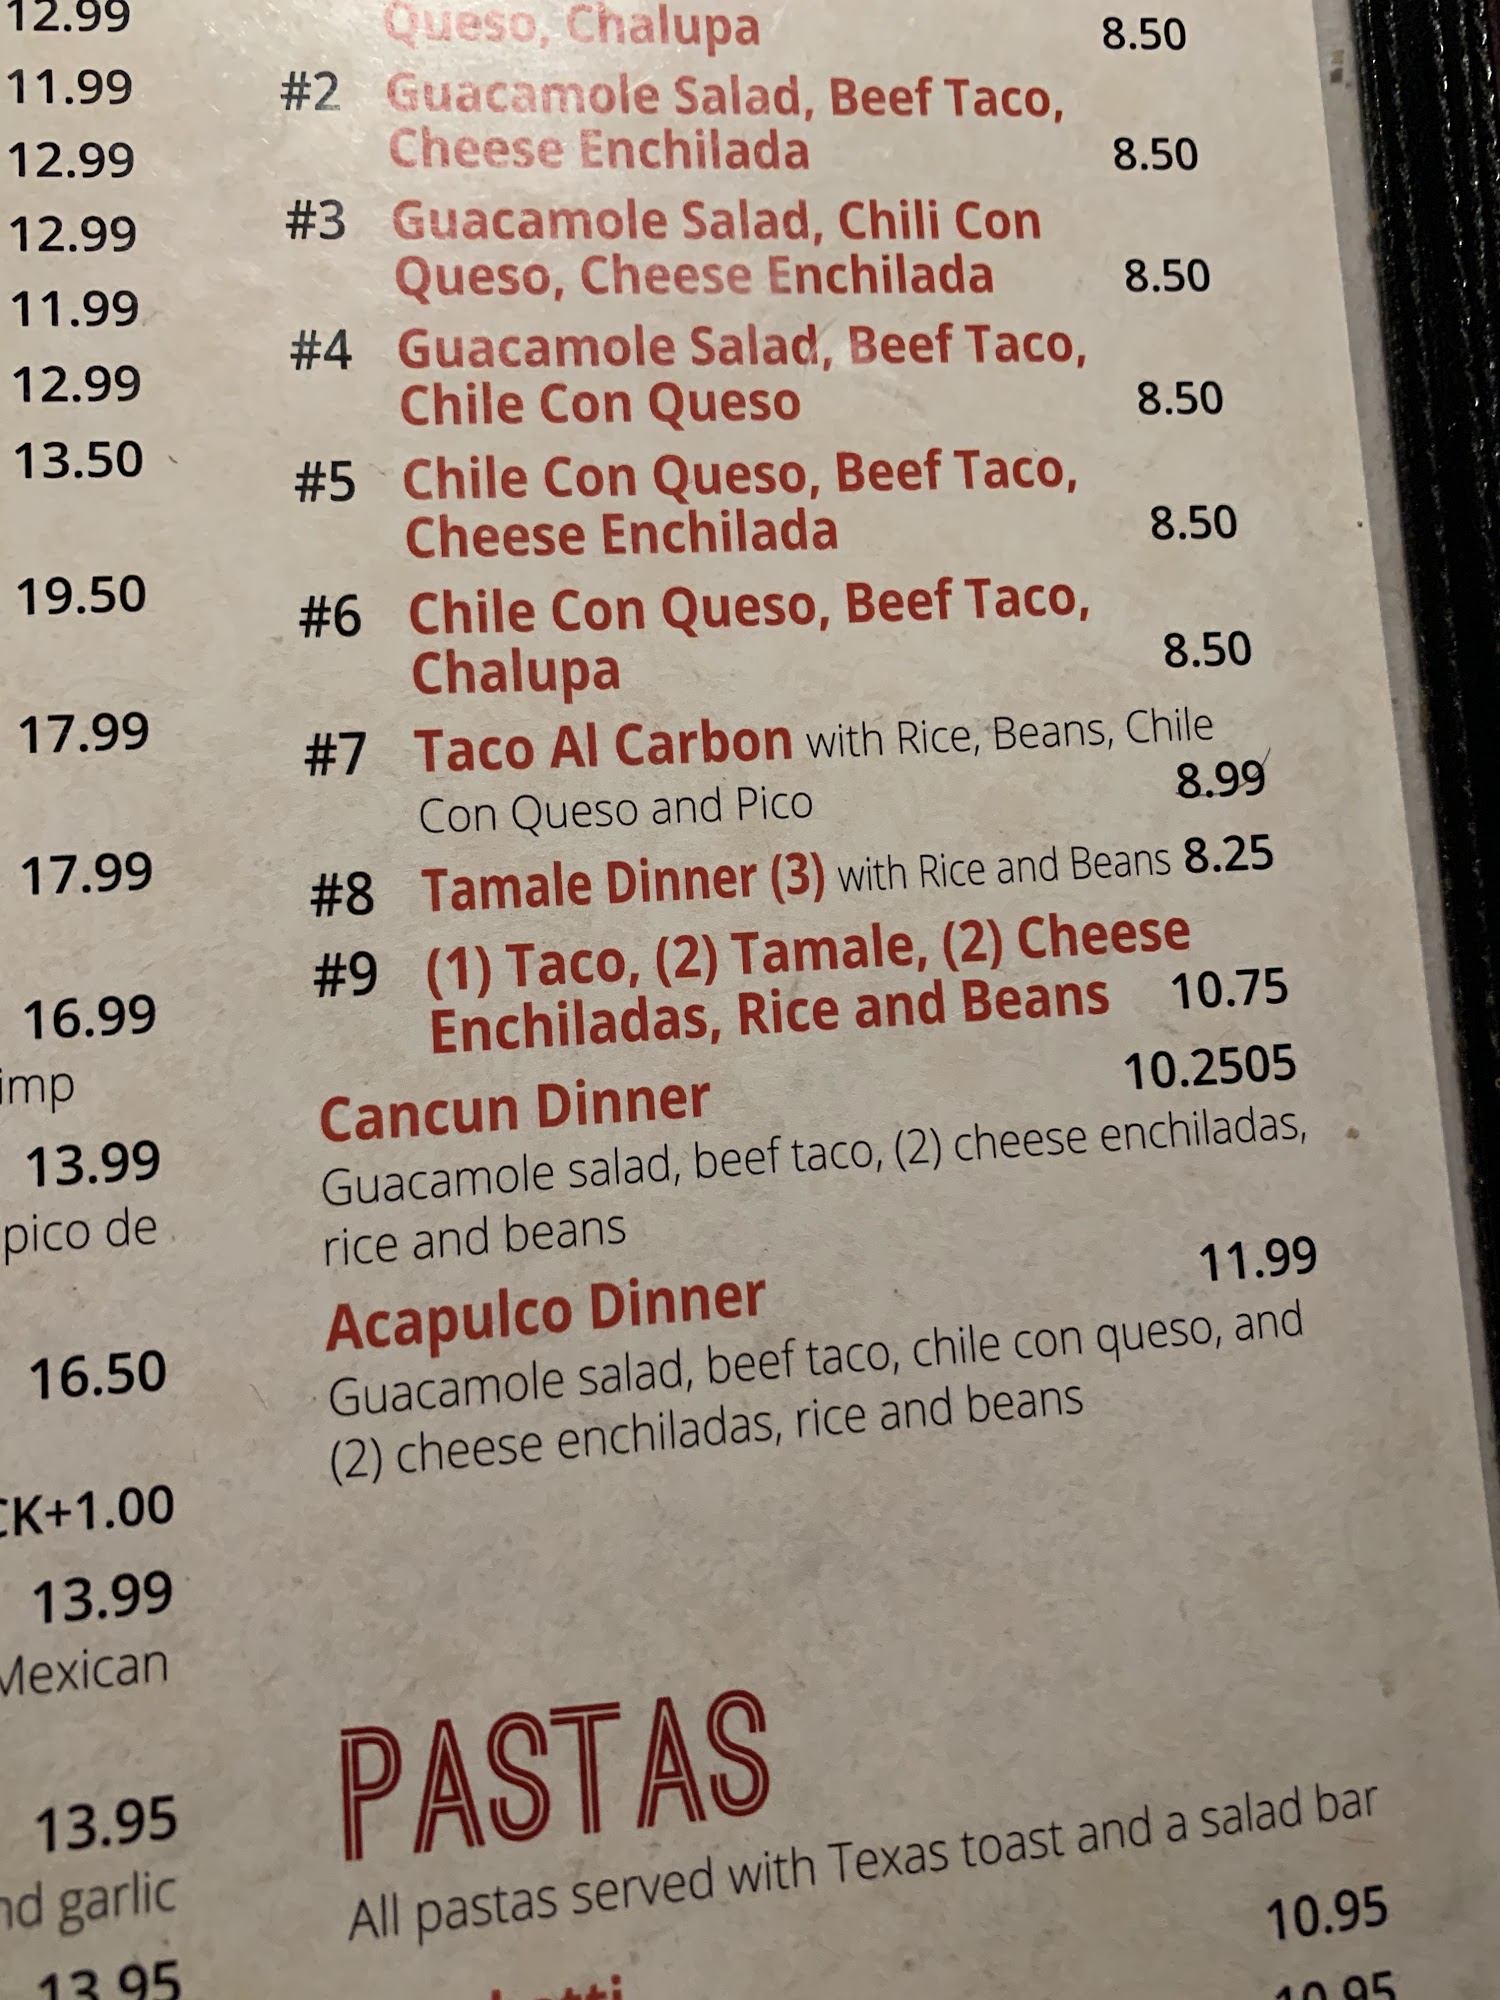 12.99
11.99
12.99
12.99
11.99
12.99
13.50
19.50
17.99
17.99
16.99
imp
13.99
pico de
16.50
CK+1.00
13.99
Mexican
13.95
nd garlic
13.95
Queso, Chalupa 8.50
#2 Guacamole Salad, Beef Taco,
Cheese Enchilada 8.50
#3 Guacamole Salad, Chili Con
Queso, Cheese Enchilada 8.50
#4 Guacamole Salad, Beef Taco,
Chile Con Queso 8.50
#5 Chile Con Queso, Beef Taco,
Cheese Enchilada 8.50
#6 Chile Con Queso, Beef Taco,
Chalupa 8.50
#7 Taco Al Carbon with Rice, Beans, Chile
Con Queso and Pico 8.99
#8 Tamale Dinner (3) with Rice and Beans 8.25
#9 (1) Taco, (2) Tamale, (2) Cheese
Enchiladas, Rice and Beans 10.75
Cancun Dinner 10.2505
Guacamole salad, beef taco, (2) cheese enchiladas,
rice and beans
Acapulco Dinner 11.99
Guacamole salad, beef taco, chile con queso, and
(2) cheese enchiladas, rice and beans
PASTAS
All pastas served with Texas toast and a salad bar
10.95
10.95